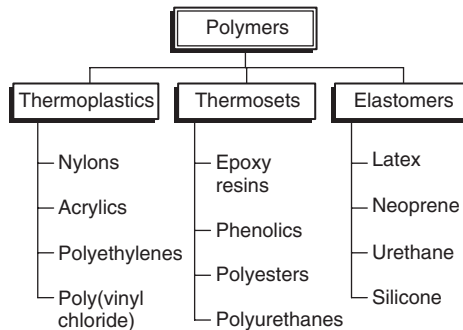 Polymers
Thermoplastics
Nylons
Acrylics
Polyethylenes
Poly(vinyl
chloride)
Thermosets
Epoxy
resins
Phenolics
Polyesters
Polyurethanes
Elastomers
Latex
Neoprene
Urethane
Silicone